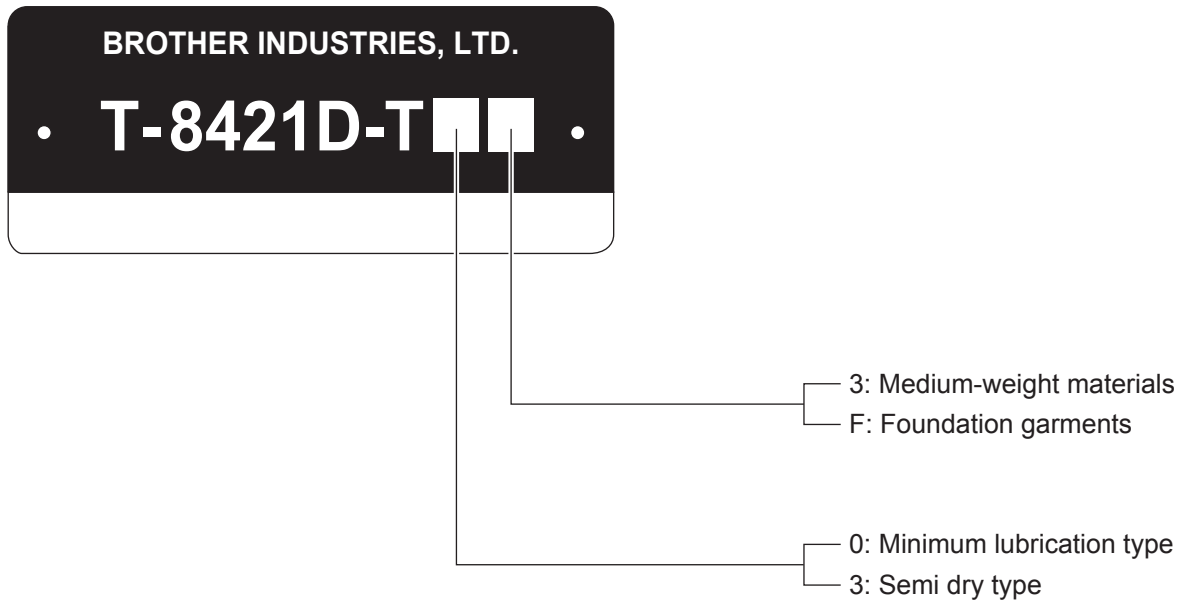 BROTHER INDUSTRIES, LTD.
T-8421D-T
3: Medium-weight materials
F: Foundation garments
0: Minimum lubrication type
3: Semi dry type